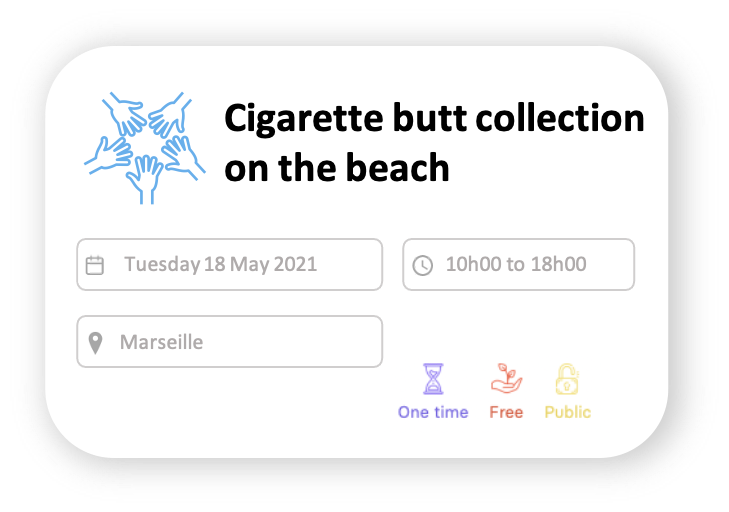 Cigarette butt collection
on the beach
Tuesday 18 May 2021
10h00 to 18h00
Marseille
One time
Free
Public